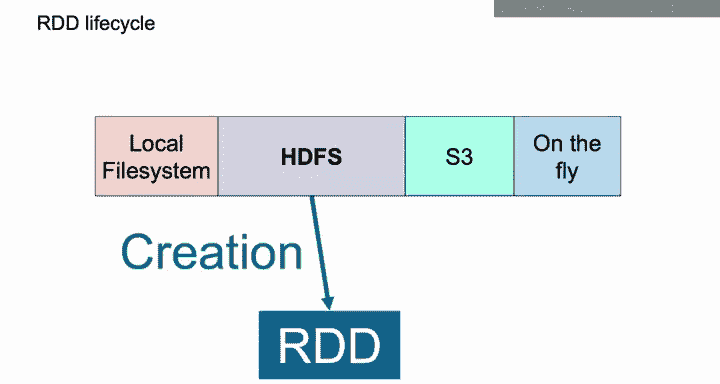 RDD lifecycle
Local
Filesystem
HDFS
S3
On the
fly
Creation
RDD